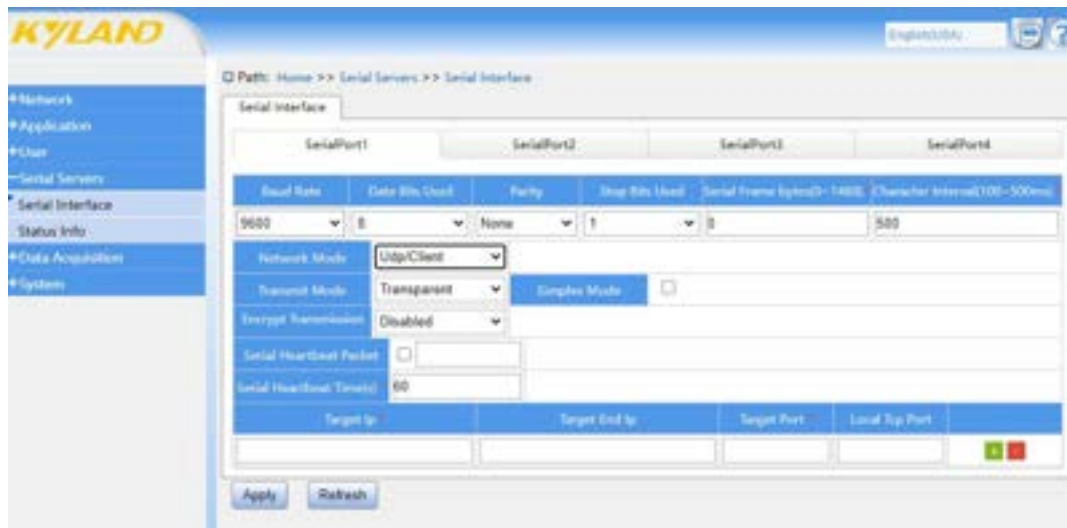 KYLAND
English(USA)
Path: Home >> Serial Servers >> Serial Interface
Network
Application
User
Serial Servers
Serial Interface
Status Info
Data Acquisition
System
Serial Interface
SerialPort1 SerialPort2 SerialPort3 SerialPort4
Baud Rate Date Bits Used Parity Stop Bits Used Serial Frame bytes(0~1460) Character Interval(100~500ms)
9600 8 None 1 0 500
Network Mode Udp/Client
Transmit Mode Transparent Simplex Mode
Encrypt Transmission Disabled
Serial Heartbeat Packet
Serial Heartbeat Time(s) 60
Target Ip Target End Ip Target Port Local Tcp Port
Apply Refresh